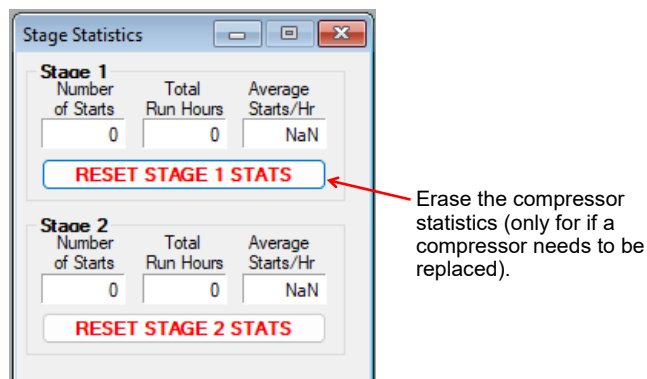 Stage Statistics
Stage 1
Number Total Average
of Starts Run Hours Starts/Hr
0 0 NaN
RESET STAGE 1 STATS
Erase the compressor
statistics (only for if a
compressor needs to be
replaced).
Stage 2
Number Total Average
of Starts Run Hours Starts/Hr
0 0 NaN
RESET STAGE 2 STATS